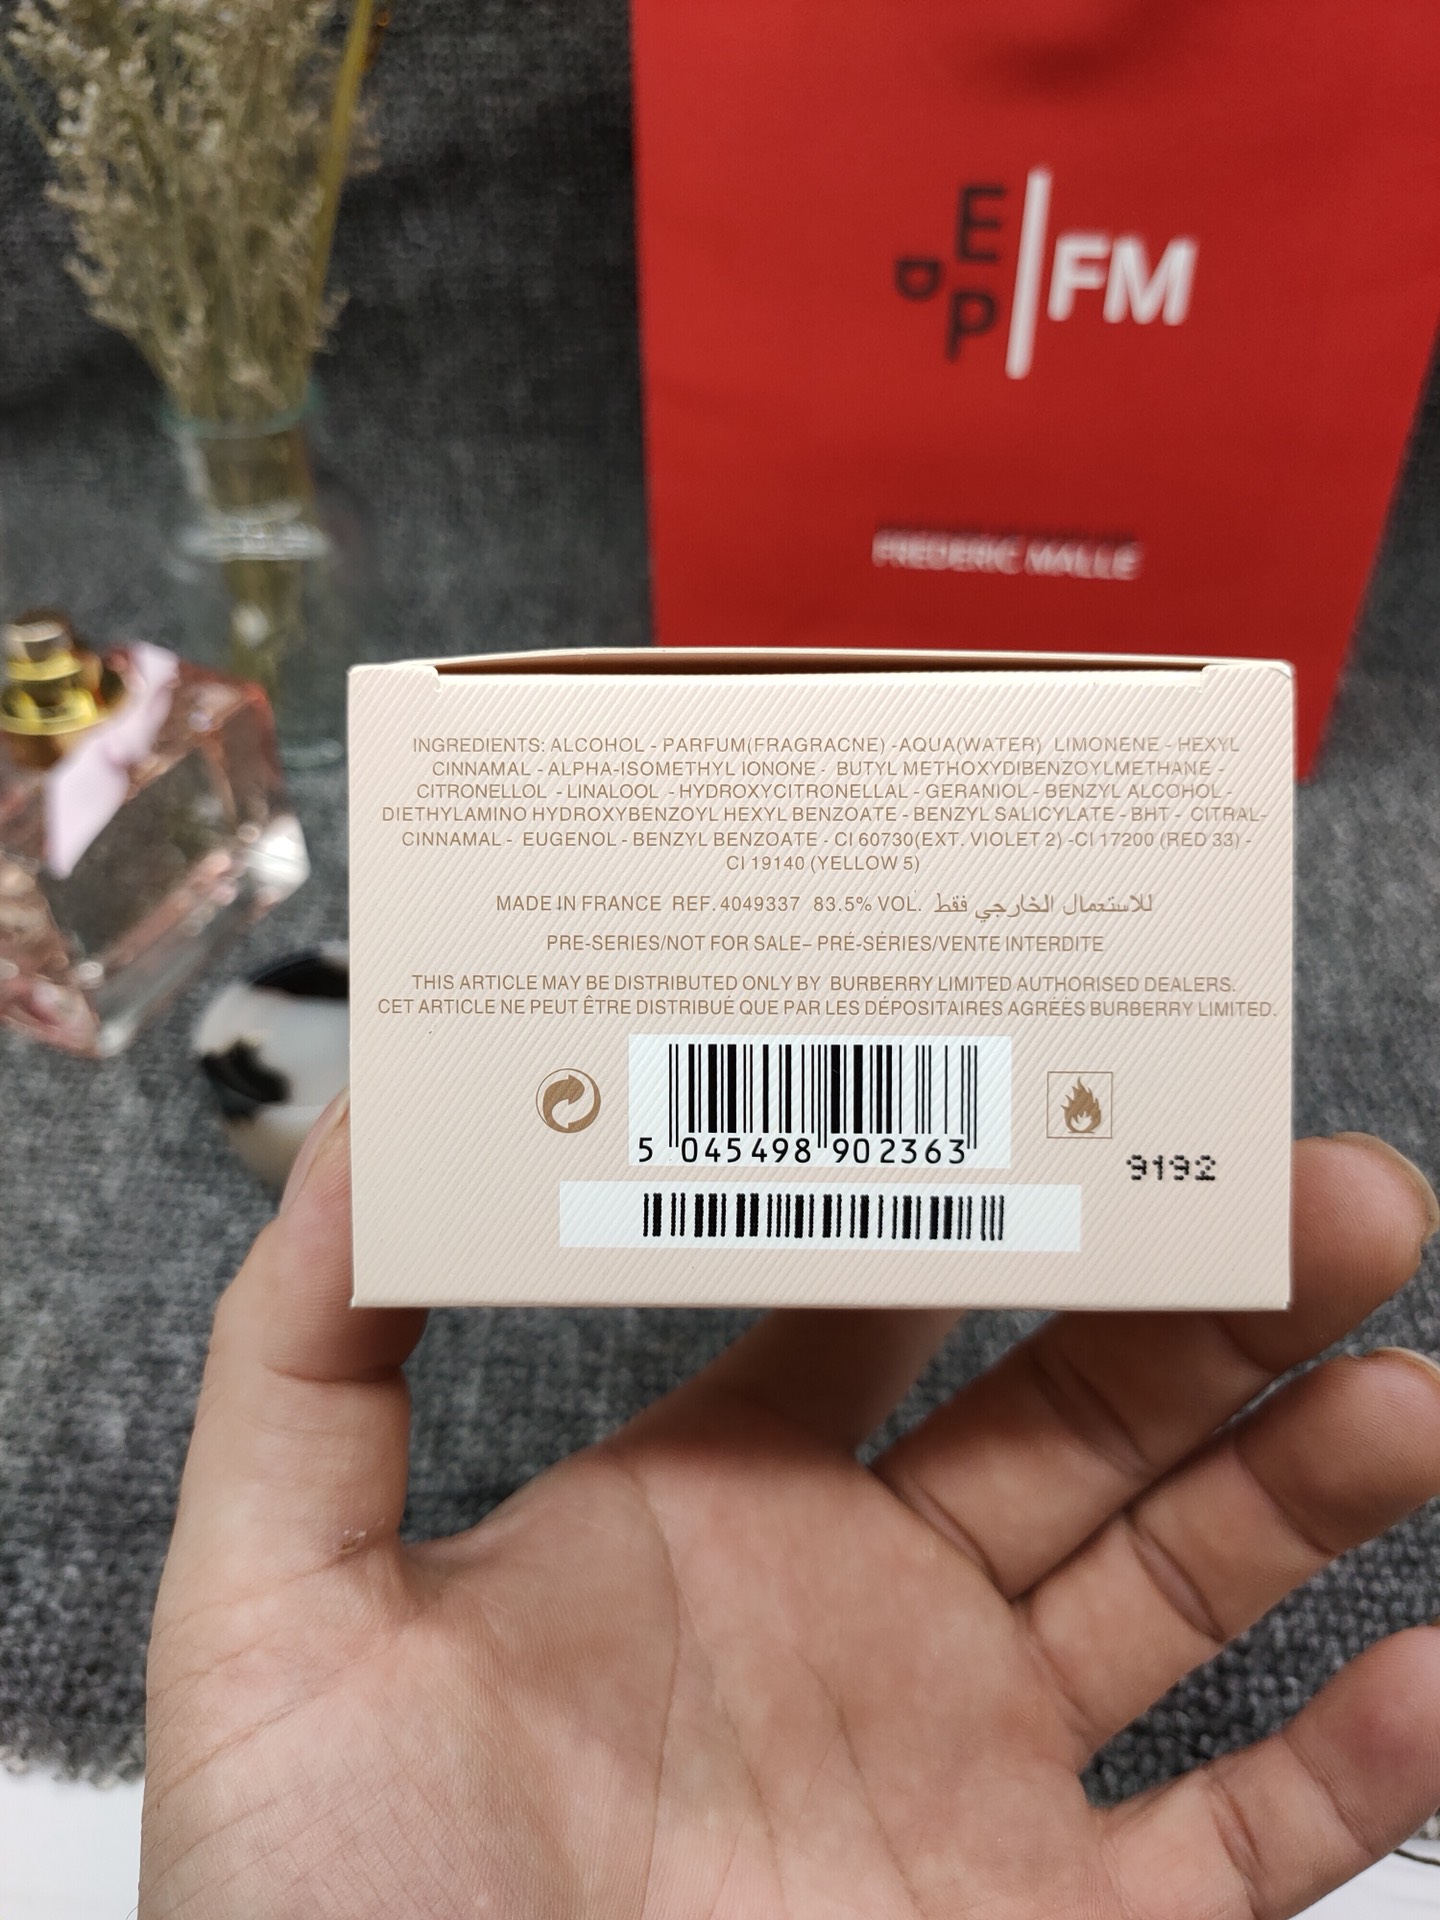 E
d
P
FM
FREDERIC MALLE
INGREDIENTS: ALCOHOL - PARFUM(FRAGRACNE) -AQUA(WATER) LIMONENE - HEXYL
CINNAMAL - ALPHA-ISOMETHYL IONONE - BUTYL METHOXYDIBENZOYLMETHANE -
CITRONELLOL - LINALOOL - HYDROXYCITRONELLAL - GERANIOL - BENZYL ALCOHOL -
DIETHYLAMINO HYDROXYBENZOYL HEXYL BENZOATE - BENZYL SALICYLATE - BHT - CITRAL-
CINNAMAL - EUGENOL - BENZYL BENZOATE - CI 60730(EXT. VIOLET 2) -CI 17200 (RED 33) -
CI 19140 (YELLOW 5)
MADE IN FRANCE REF. 4049337 83.5% VOL. للاستعمال الخارجي فقط
PRE-SERIES/NOT FOR SALE– PRÉ-SÉRIES/VENTE INTERDITE
THIS ARTICLE MAY BE DISTRIBUTED ONLY BY BURBERRY LIMITED AUTHORISED DEALERS.
CET ARTICLE NE PEUT ÊTRE DISTRIBUÉ QUE PAR LES DÉPOSITAIRES AGRÉÉS BURBERRY LIMITED.
5 045498 902363
9192